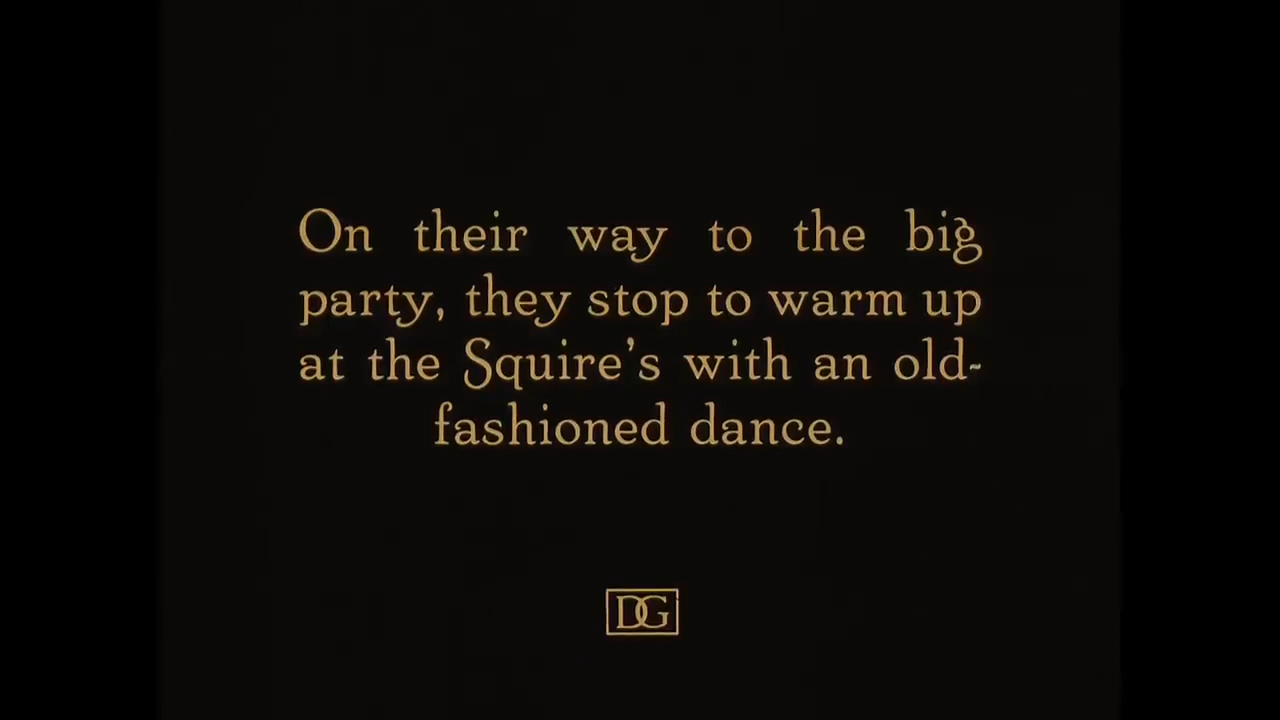 On their way to the big
party, they stop to warm up
at the Squire's with an old-
fashioned dance.
DG